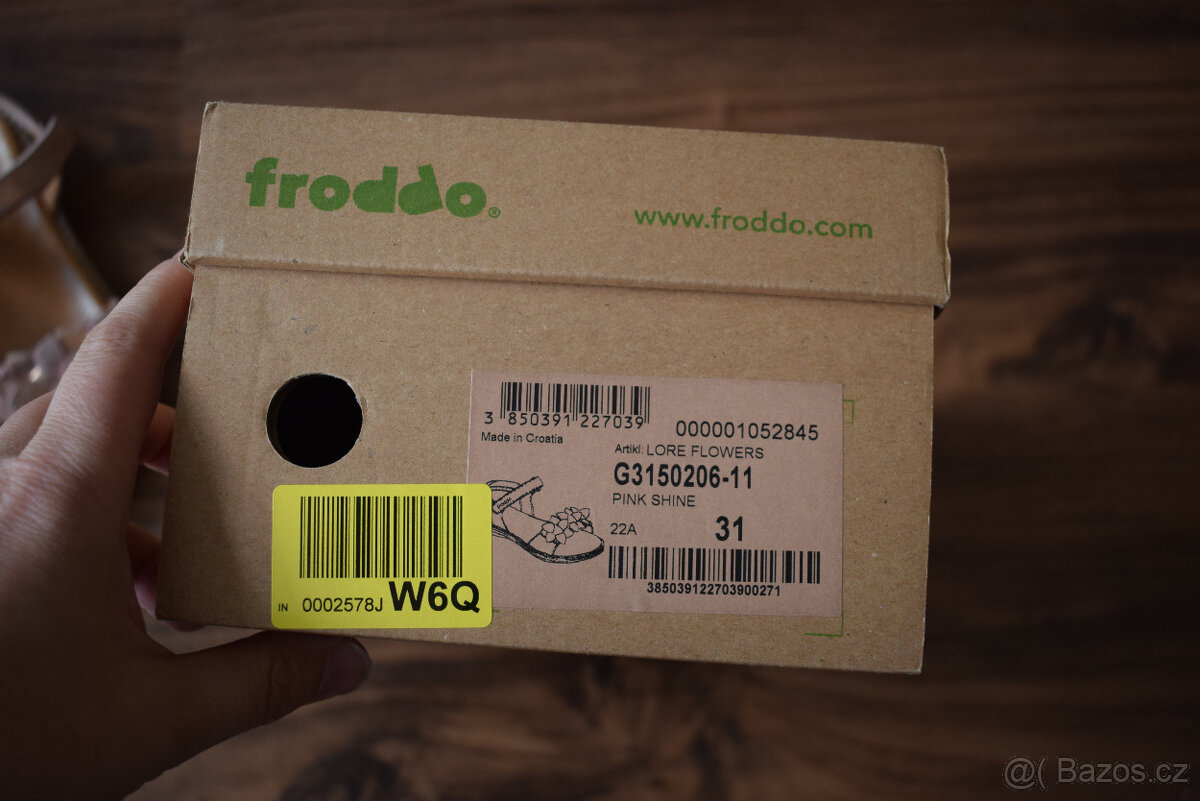 froddo®
www.froddo.com
3 850391 227039
000001052845
Made in Croatia
Artikl: LORE FLOWERS
G3150206-11
PINK SHINE
22A 31
385039122703900271
IN 0002578J W6Q
@( Bazos.cz